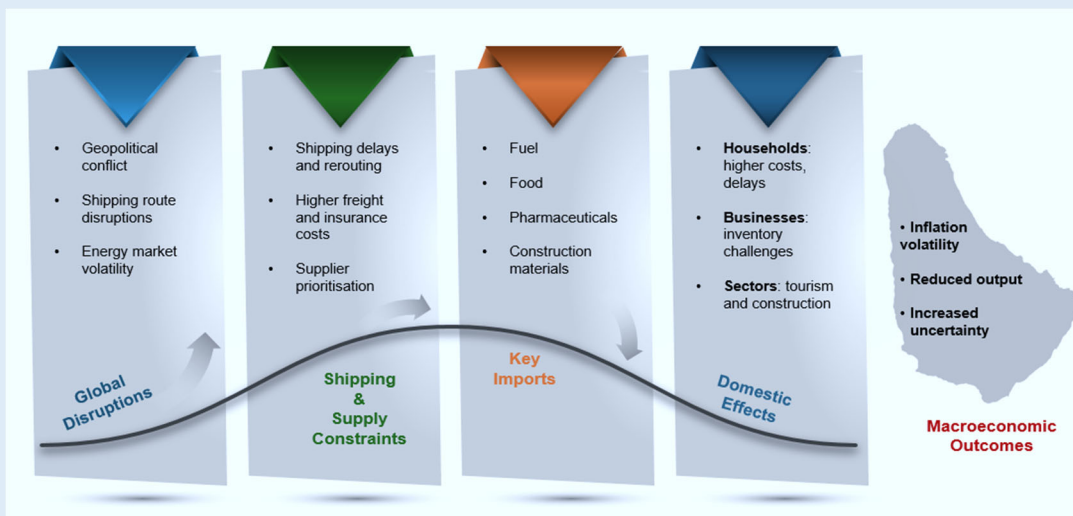 • Geopolitical
conflict
• Shipping route
disruptions
• Energy market
volatility
Global
Disruptions
• Shipping delays
and rerouting
• Higher freight
and insurance
costs
• Supplier
prioritisation
Shipping
&
Supply
Constraints
• Fuel
• Food
• Pharmaceuticals
• Construction
materials
Key
Imports
• Households:
higher costs,
delays
• Businesses:
inventory
challenges
• Sectors: tourism
and construction
Domestic
Effects
• Inflation
volatility
• Reduced output
• Increased
uncertainty
Macroeconomic
Outcomes